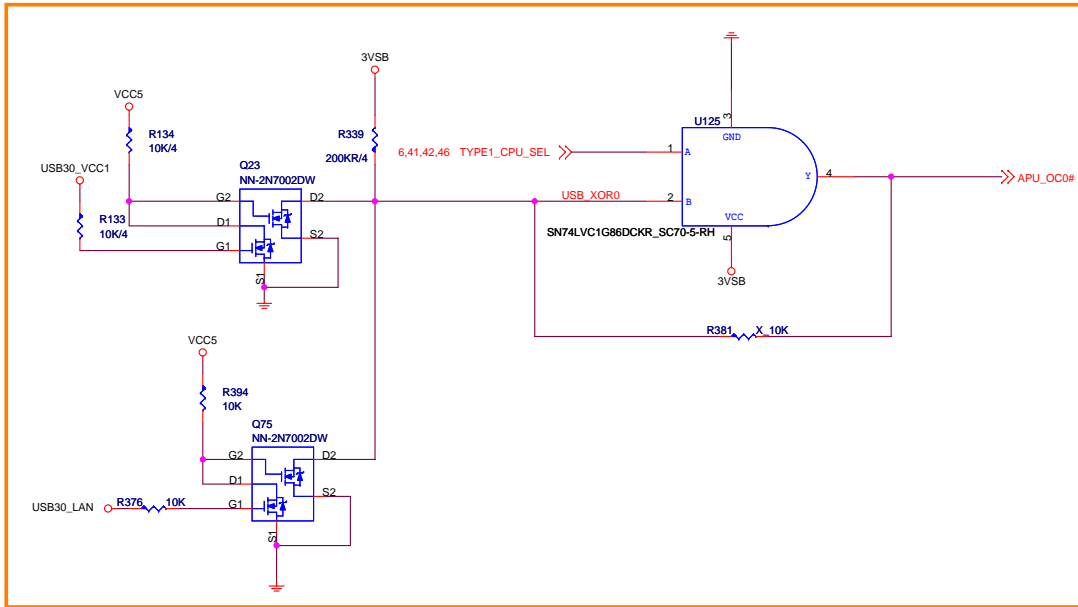 3VSB
VCC5
R134
10K/4
R339
200KR/4
U125
3
GND
6,41,42,46 TYPE1_CPU_SEL
1
A
USB30_VCC1
Q23
NN-2N7002DW
Y
4
APU_OC0#
R133
10K/4
G2
D2
USB_XOR0
2
B
D1
VCC
G1
S2
SN74LVC1G86DCKR_SC70-5-RH
5
S1
3VSB
R381
X_10K
VCC5
R394
10K
Q75
NN-2N7002DW
G2
D2
D1
S2
USB30_LAN
R376
10K
G1
S1